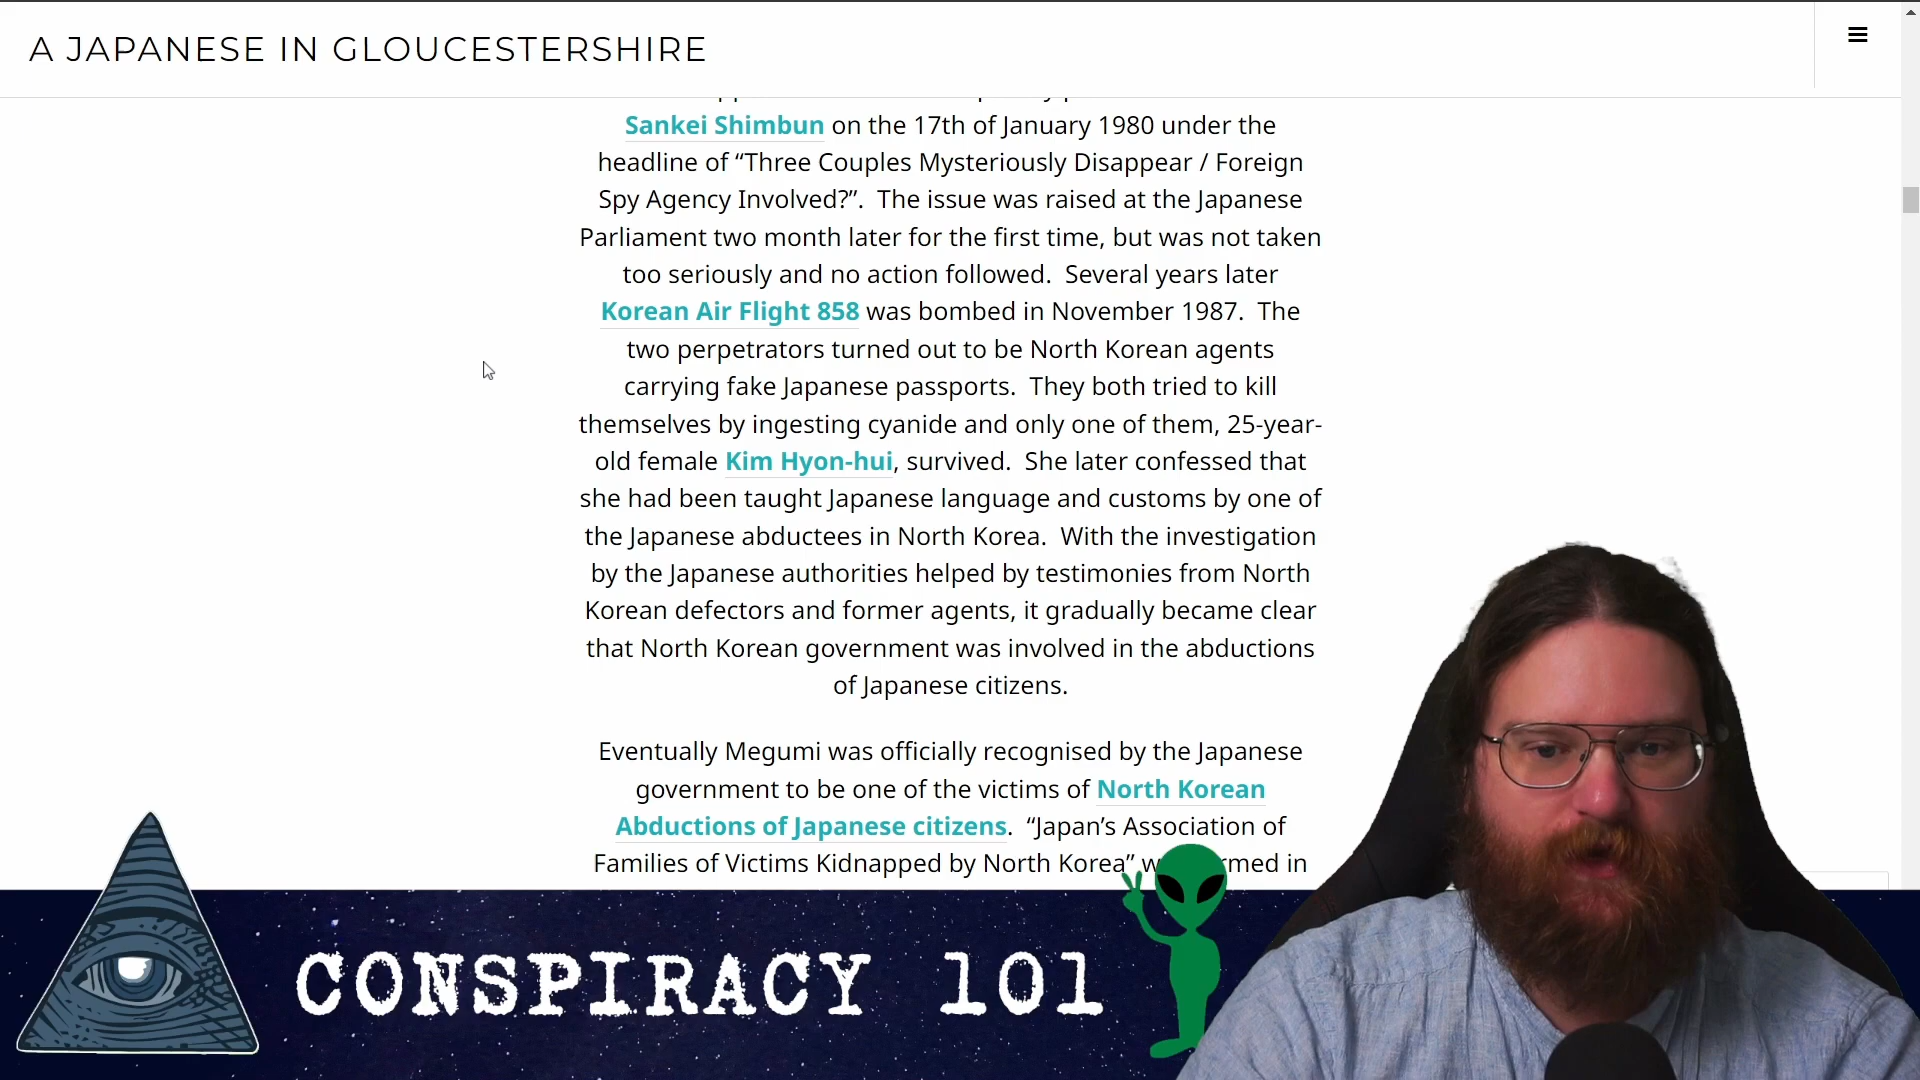 A JAPANESE IN GLOUCESTERSHIRE
Sankei Shimbun on the 17th of January 1980 under the
headline of “Three Couples Mysteriously Disappear / Foreign
Spy Agency Involved?”.  The issue was raised at the Japanese
Parliament two month later for the first time, but was not taken
too seriously and no action followed.  Several years later
Korean Air Flight 858 was bombed in November 1987.  The
two perpetrators turned out to be North Korean agents
carrying fake Japanese passports.  They both tried to kill
themselves by ingesting cyanide and only one of them, 25-year-
old female Kim Hyon-hui, survived.  She later confessed that
she had been taught Japanese language and customs by one of
the Japanese abductees in North Korea.  With the investigation
by the Japanese authorities helped by testimonies from North
Korean defectors and former agents, it gradually became clear
that North Korean government was involved in the abductions
of Japanese citizens.
Eventually Megumi was officially recognised by the Japanese
government to be one of the victims of North Korean
Abductions of Japanese citizens.  “Japan’s Association of
Families of Victims Kidnapped by North Korea” in
CONSPIRACY 101